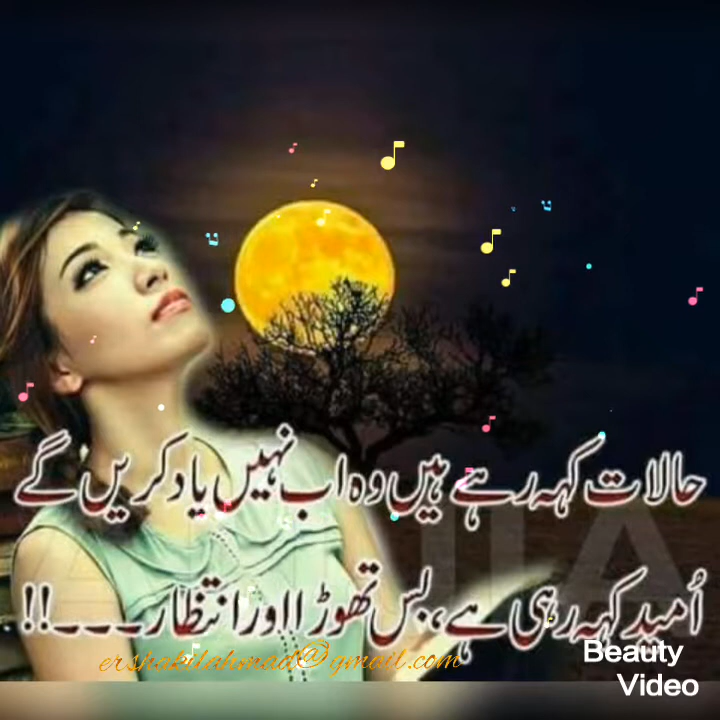 حالات کہہ رہے ہیں وہ اب نہیں یاد کریں گے
اُمید کہہ رہی ہے، بس تھوڑا اور انتظار۔۔۔۔!!
ershakilahmad@gmail.com
Beauty
Video